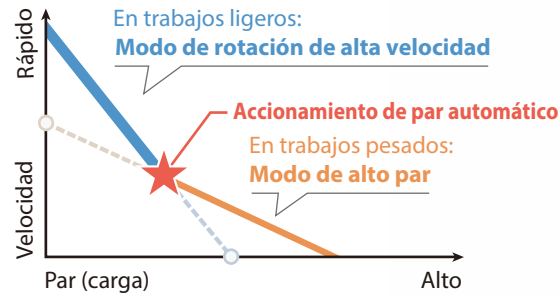 Rápido
En trabajos ligeros:
Modo de rotación de alta velocidad
Accionamiento de par automático
En trabajos pesados:
Modo de alto par
Velocidad
Par (carga)
Alto